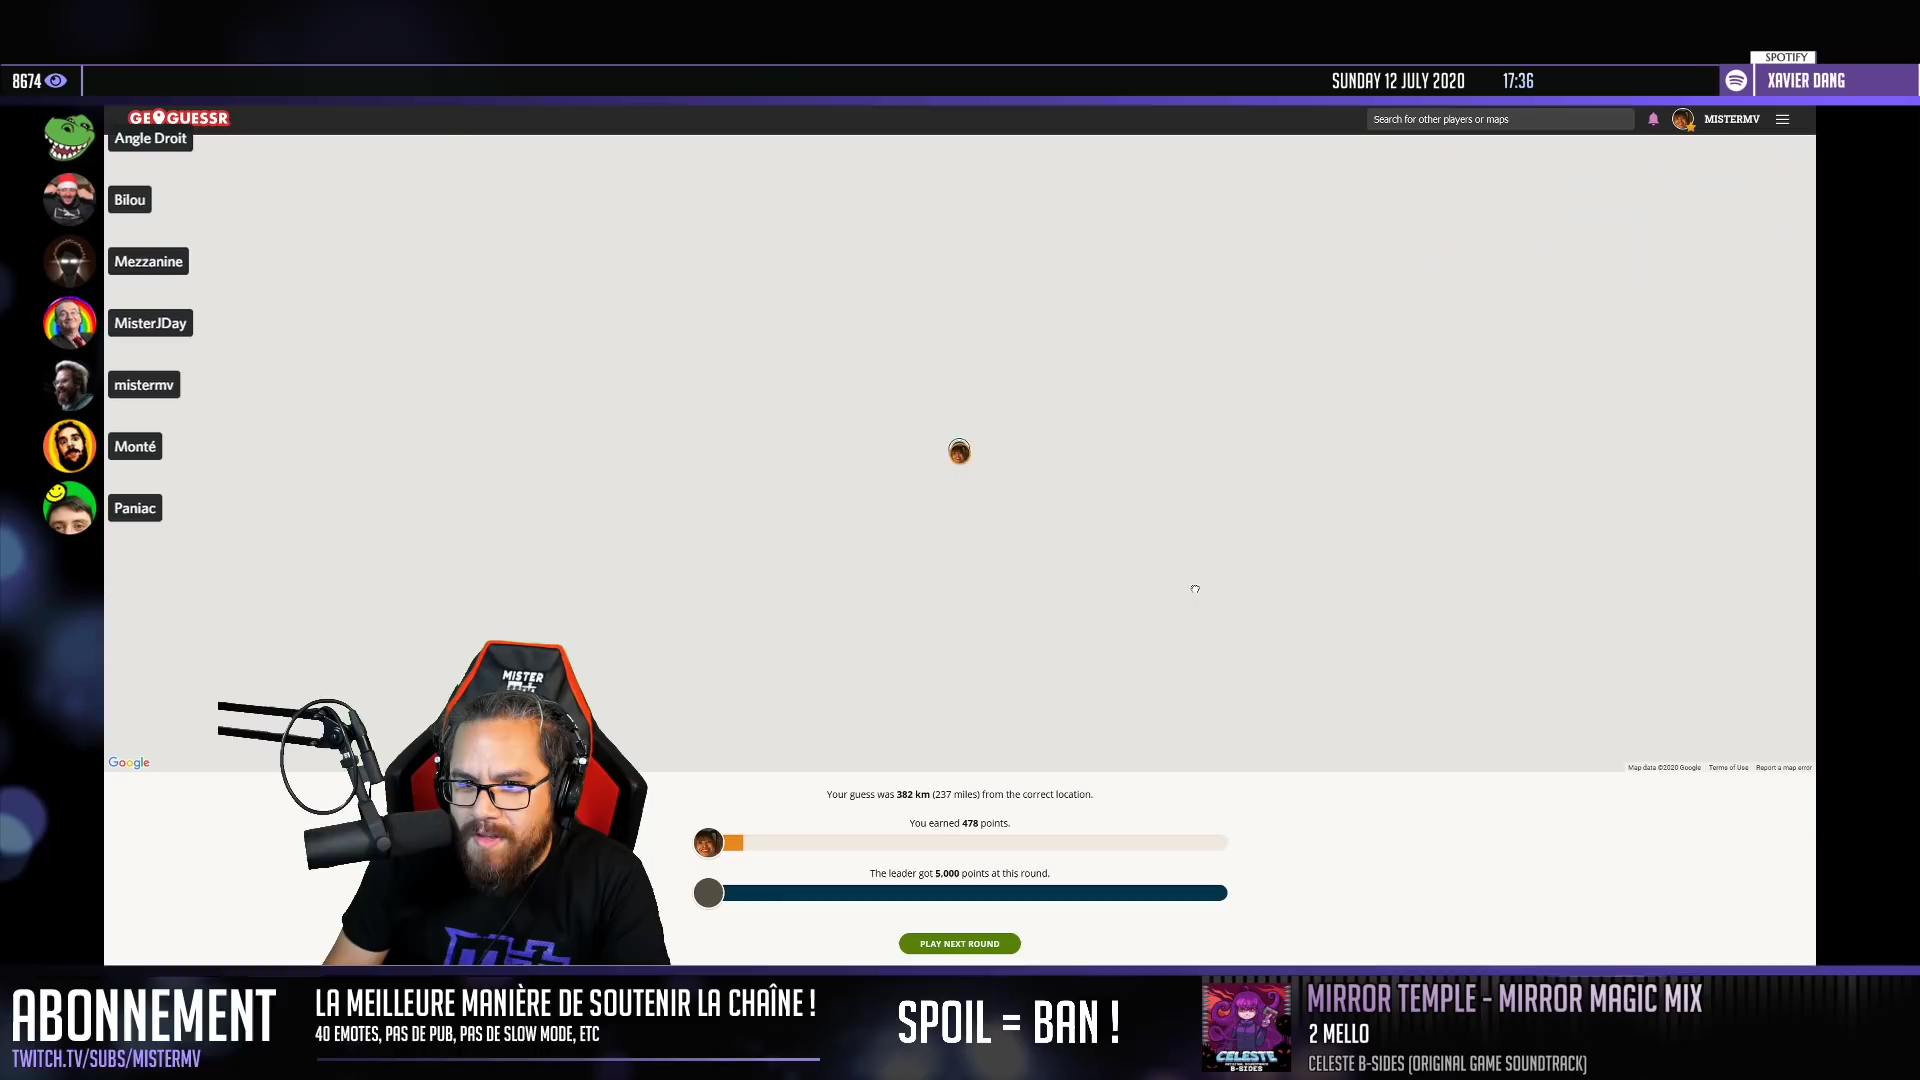 SPOTIFY
8674
SUNDAY 12 JULY 2020
17:36
XAVIER DANG
GEOGUESSR
Search for other players or maps
MISTERMV
Angle Droit
Bilou
Mezzanine
MisterJDay
mistermv
Monté
Paniac
MISTER
Google
Map data ©2020 Google
Terms of Use
Report a map error
Your guess was 382 km (237 miles) from the correct location.
You earned 478 points.
The leader got 5,000 points at this round.
PLAY NEXT ROUND
ABONNEMENT
TWITCH.TV/SUBS/MISTERMV
LA MEILLEURE MANIÈRE DE SOUTENIR LA CHAÎNE !
40 EMOTES, PAS DE PUB, PAS DE SLOW MODE, ETC
SPOIL = BAN !
CELESTE
B-SIDES
MIRROR TEMPLE - MIRROR MAGIC MIX
2 MELLO
CELESTE B-SIDES (ORIGINAL GAME SOUNDTRACK)